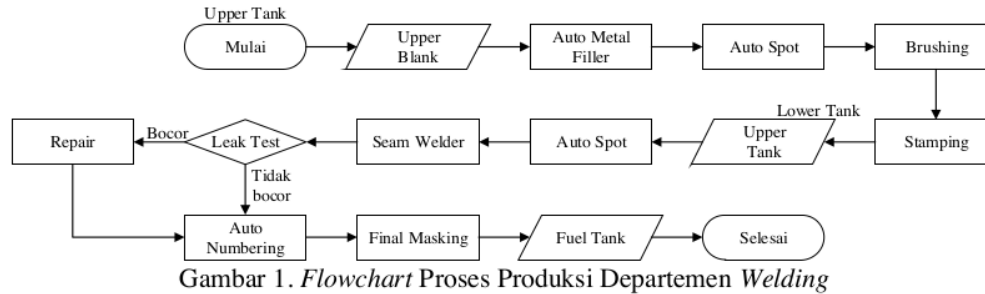 Upper Tank
Mulai
Upper
Blank
Auto Metal
Filler
Auto Spot
Brushing
Stamping
Lower Tank
Upper
Tank
Auto Spot
Seam Welder
Leak Test
Bocor
Repair
Tidak
bocor
Auto
Numbering
Final Masking
Fuel Tank
Selesai
Gambar 1. Flowchart Proses Produksi Departemen Welding